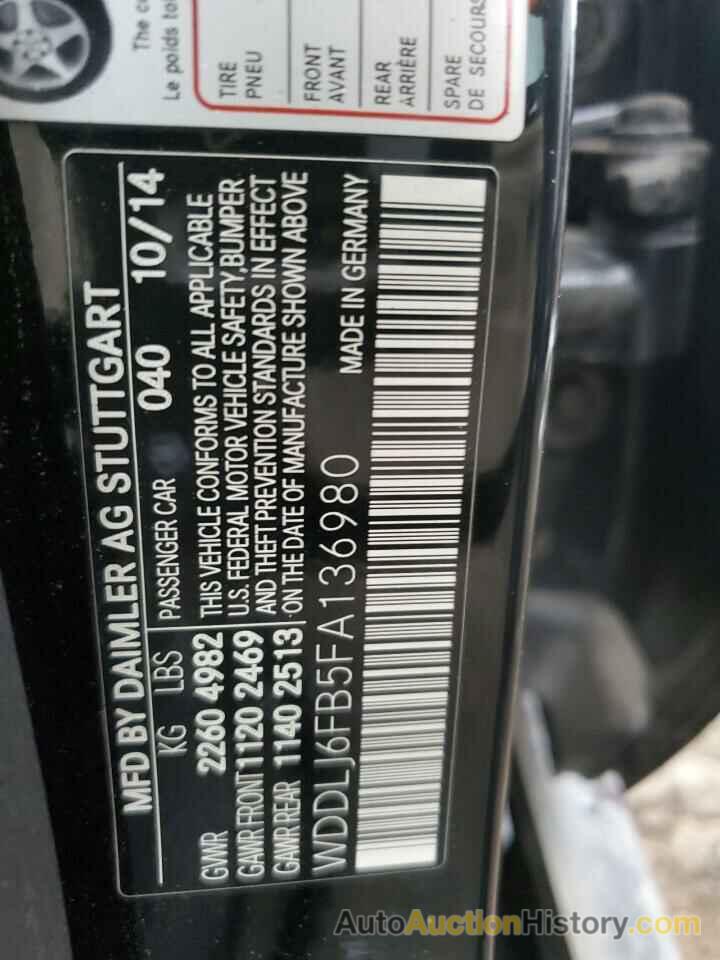 The ca
Le poids tot
TIRE
PNEU
FRONT
AVANT
REAR
ARRIÈRE
SPARE
DE SECOURS
MFD BY DAIMLER AG STUTTGART
040 10/14
KG LBS PASSENGER CAR
GVWR 2260 4982
GAWR FRONT 1120 2469
GAWR REAR 1140 2513
THIS VEHICLE CONFORMS TO ALL APPLICABLE
U.S. FEDERAL MOTOR VEHICLE SAFETY,BUMPER
AND THEFT PREVENTION STANDARDS IN EFFECT
ON THE DATE OF MANUFACTURE SHOWN ABOVE
WDDLJ6FB5FA136980 MADE IN GERMANY
AutoAuctionHistory.com